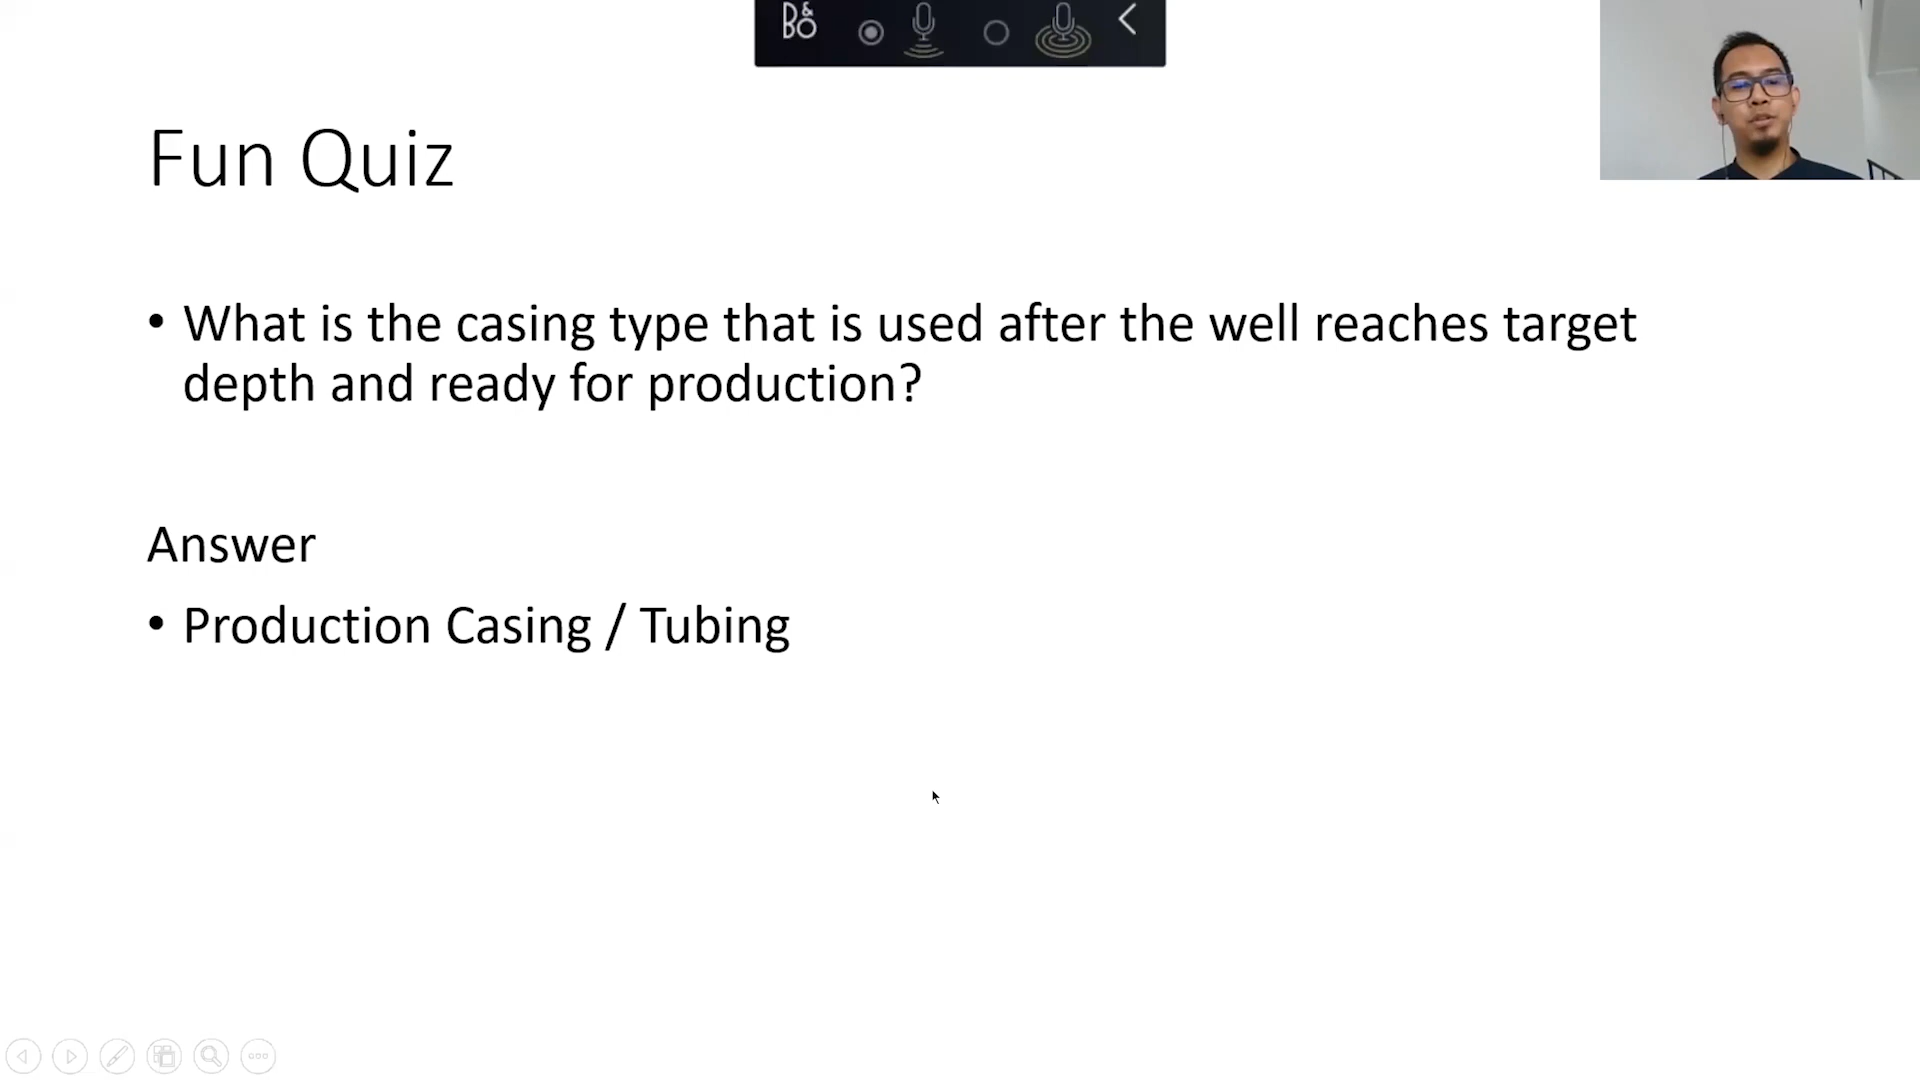 B&O
Fun Quiz
• What is the casing type that is used after the well reaches target
depth and ready for production?
Answer
• Production Casing / Tubing